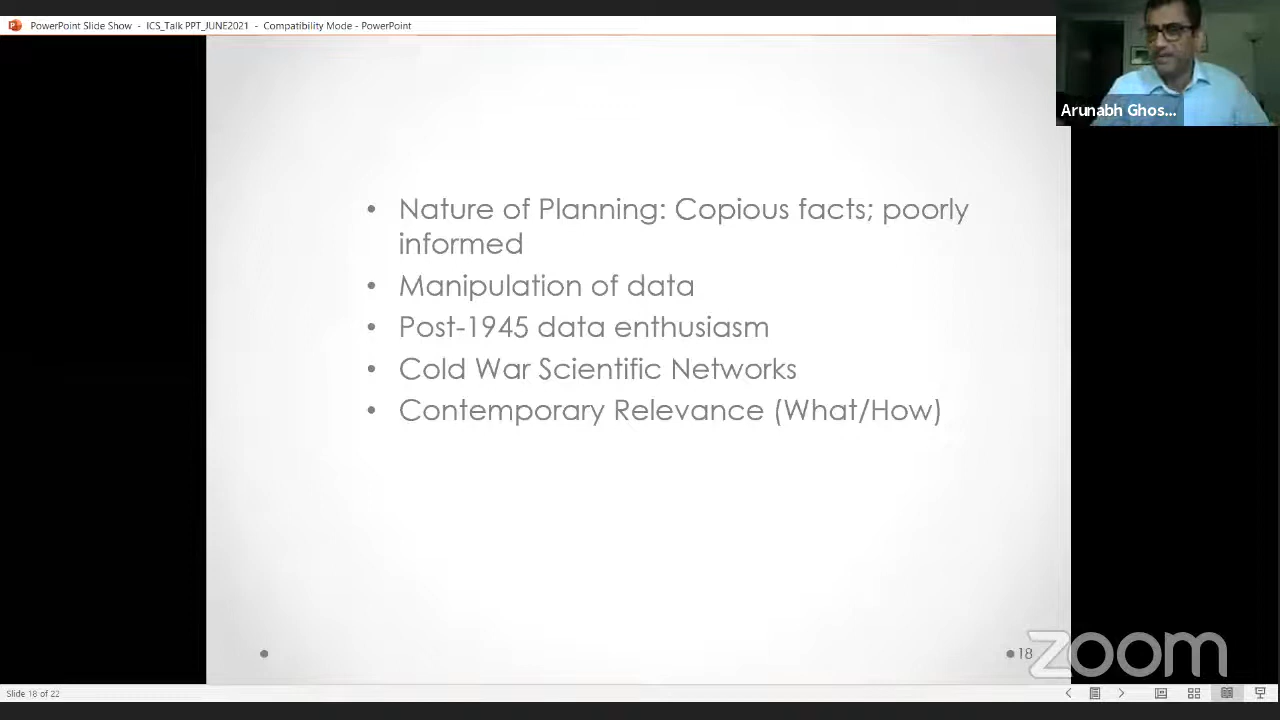 PowerPoint Slide Show - ICS_Talk PPT_JUNE2021 - Compatibility Mode - PowerPoint
Arunabh Ghos...
• Nature of Planning: Copious facts; poorly
informed
• Manipulation of data
• Post-1945 data enthusiasm
• Cold War Scientific Networks
• Contemporary Relevance (What/How)
18
zoom
Slide 18 of 22